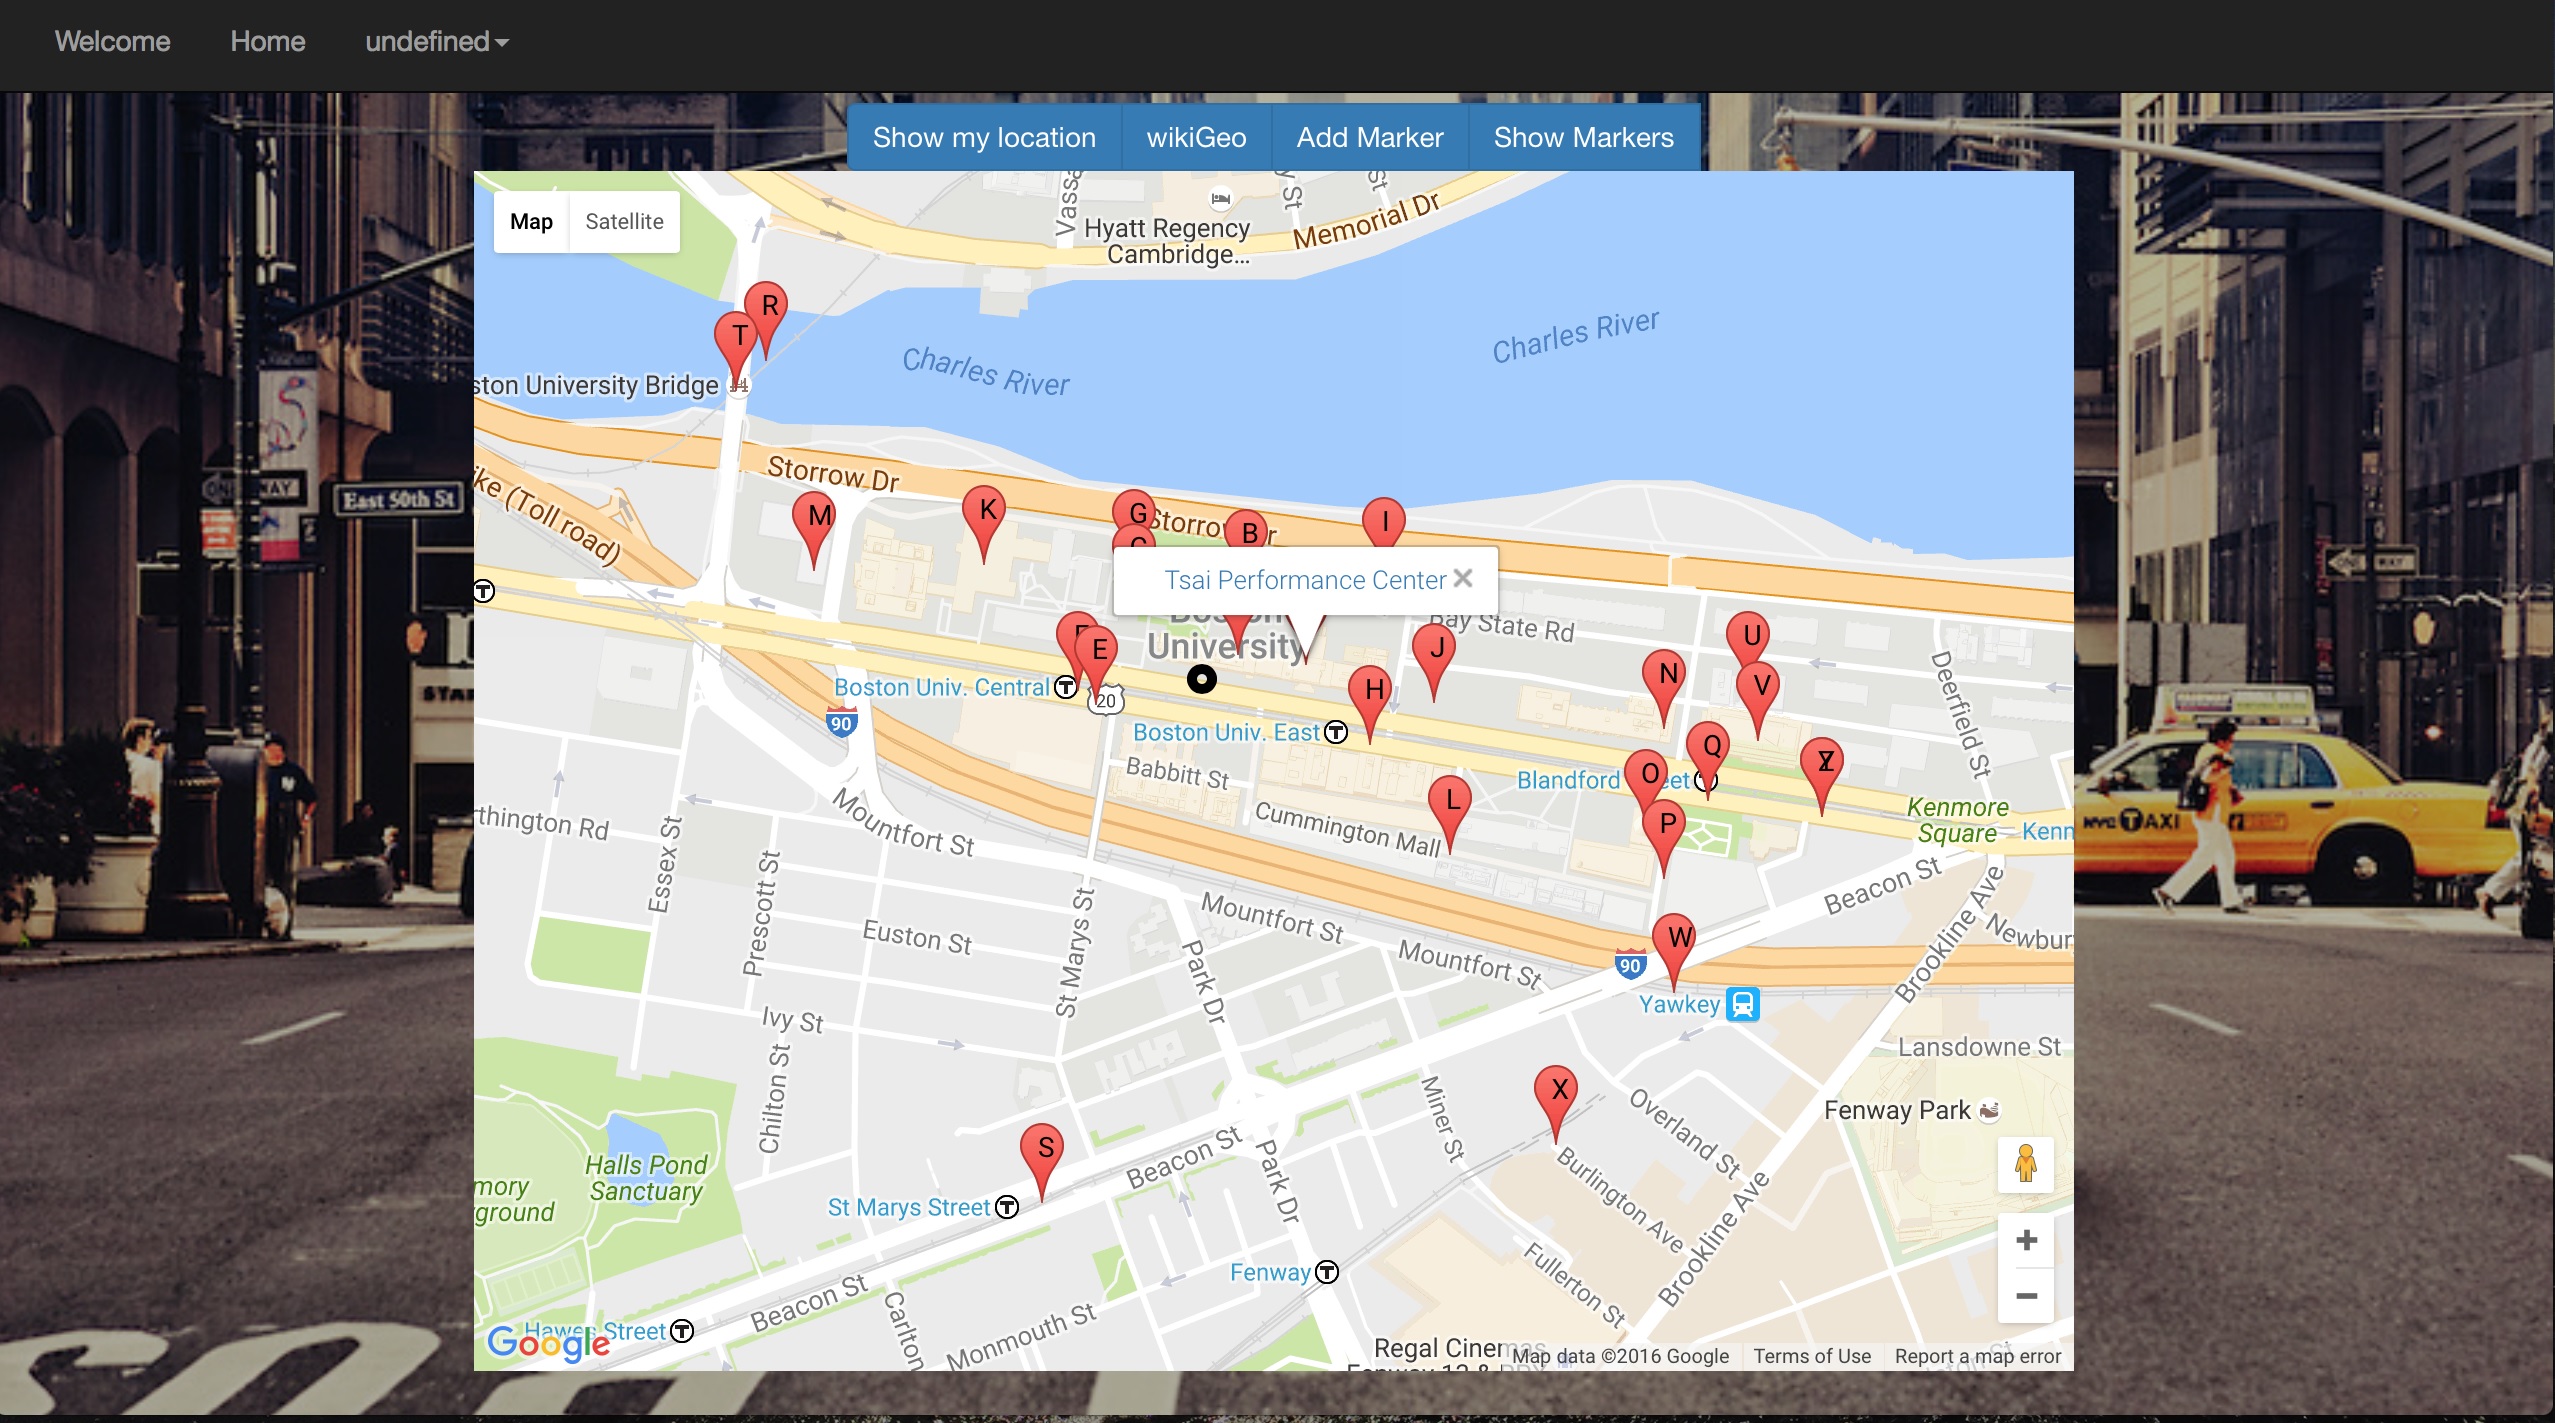 Welcome Home undefined
Show my location wikiGeo Add Marker Show Markers
Map Satellite
Hyatt Regency
Cambridge...
Memorial Dr
R
T
ston University Bridge
Charles River
Charles River
Storrow Dr
ike (Toll road)
East 50th St
M
K
G
B
I
Tsai Performance Center
University
Bay State Rd
E
J
H
N
U
V
Boston Univ. Central
20
90
Boston Univ. East
Babbitt St
Cummington Mall
L
O
Q
P
Blandford
Deerfield St
Kenmore
Square
Kenn
TAXI
rthington Rd
Essex St
Prescott St
Mountfort St
Euston St
St Marys St
Park Dr
Mountfort St
Mountfort St
W
90
Yawkey
Beacon St
Brookline Ave
Newbur
Lansdowne St
Ivy St
Chilton St
X
Miner St
Overland St
Fenway Park
S
St Marys Street
Beacon St
Park Dr
Burlington Ave
Brookline Ave
Halls Pond
Sanctuary
mory
ground
Fenway
Fullerton St
Beacon St
Carlton
Monmouth St
Hawes Street
Google
Regal Cinemas
Map data ©2016 Google Terms of Use Report a map error